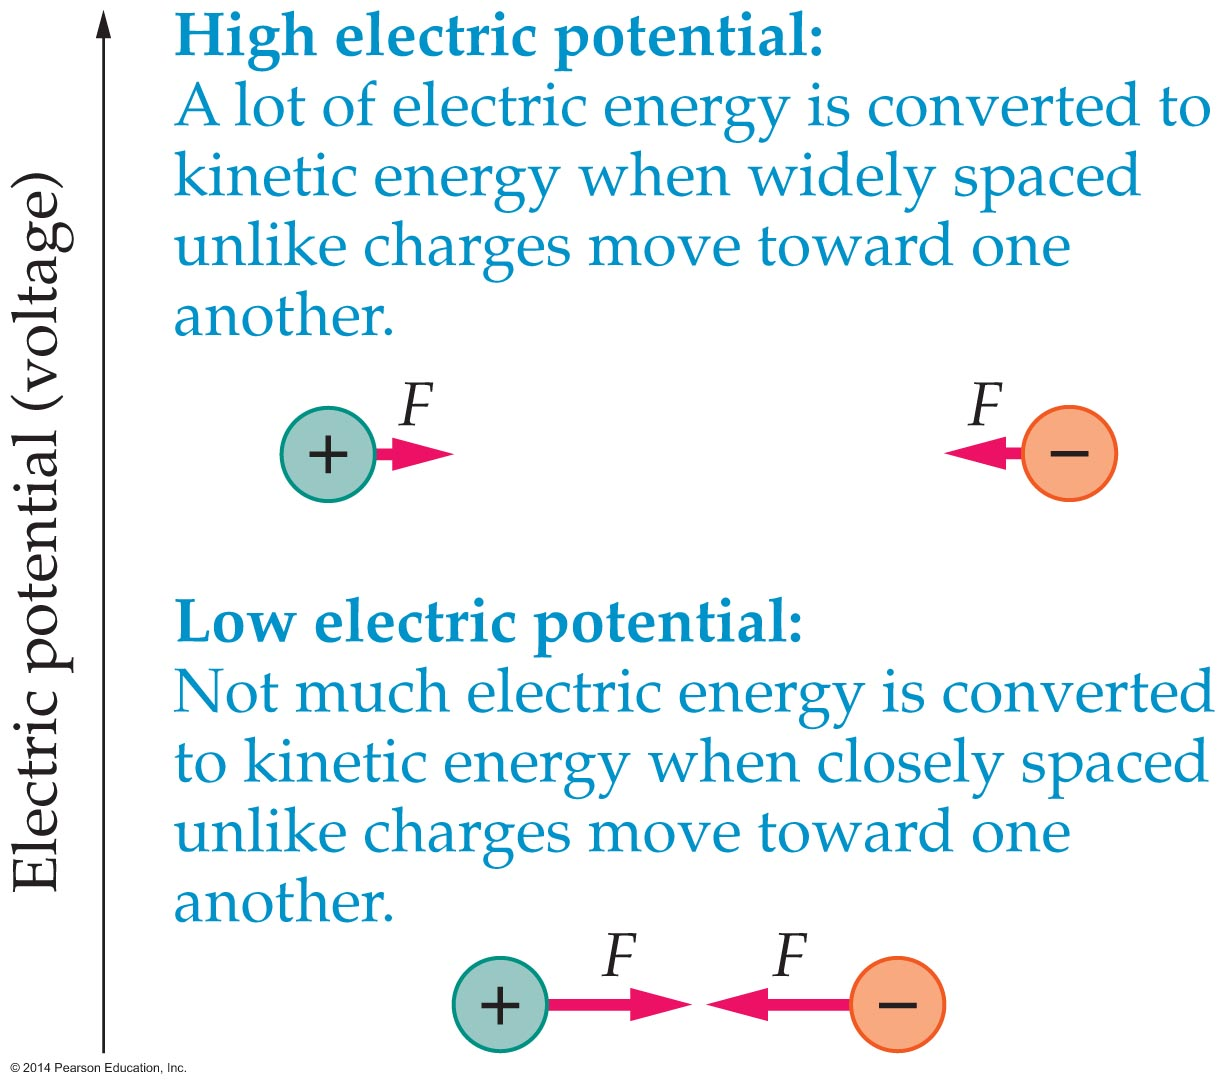 Electric potential (voltage)
High electric potential:
A lot of electric energy is converted to
kinetic energy when widely spaced
unlike charges move toward one
another.
F
F
+
−
Low electric potential:
Not much electric energy is converted
to kinetic energy when closely spaced
unlike charges move toward one
another.
F
F
+
−
© 2014 Pearson Education, Inc.